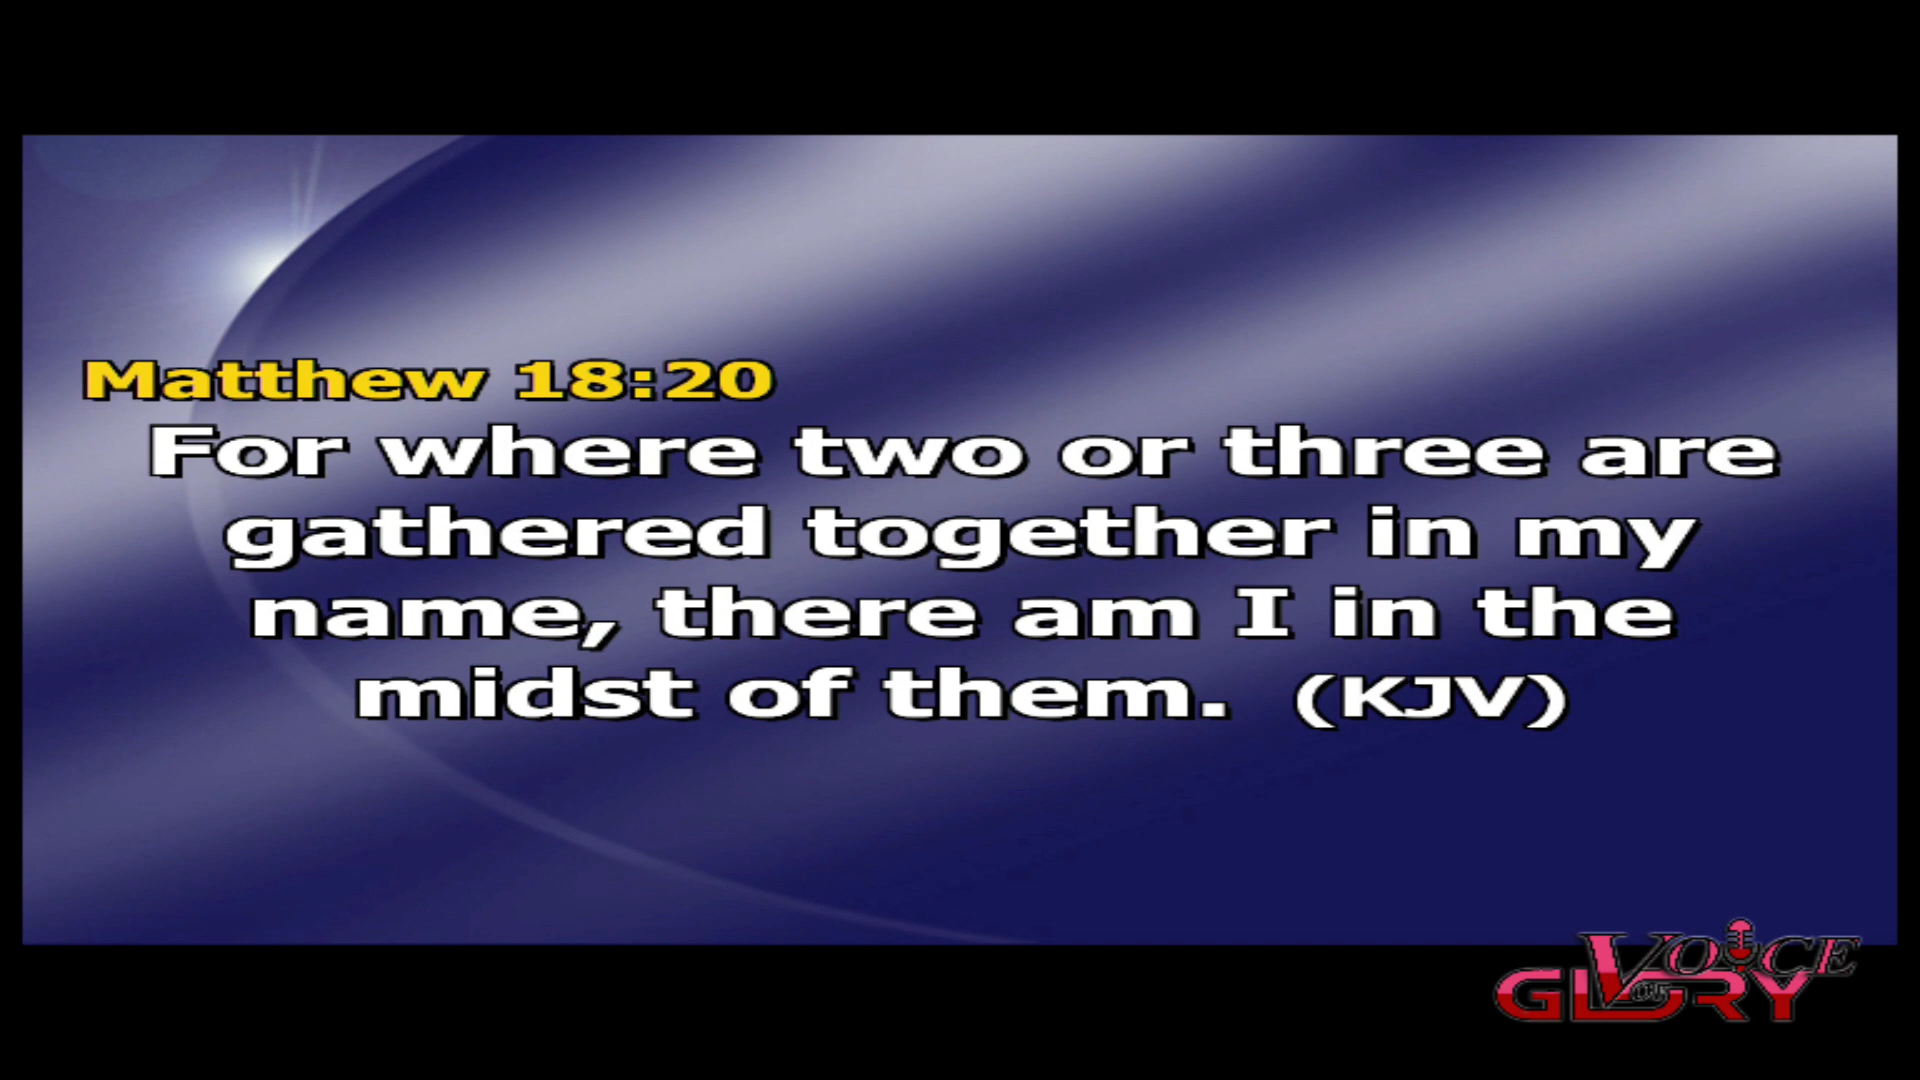 Matthew 18:20
For where two or three are
gathered together in my
name, there am I in the
midst of them. (KJV)
VOICE
OF
GLORY